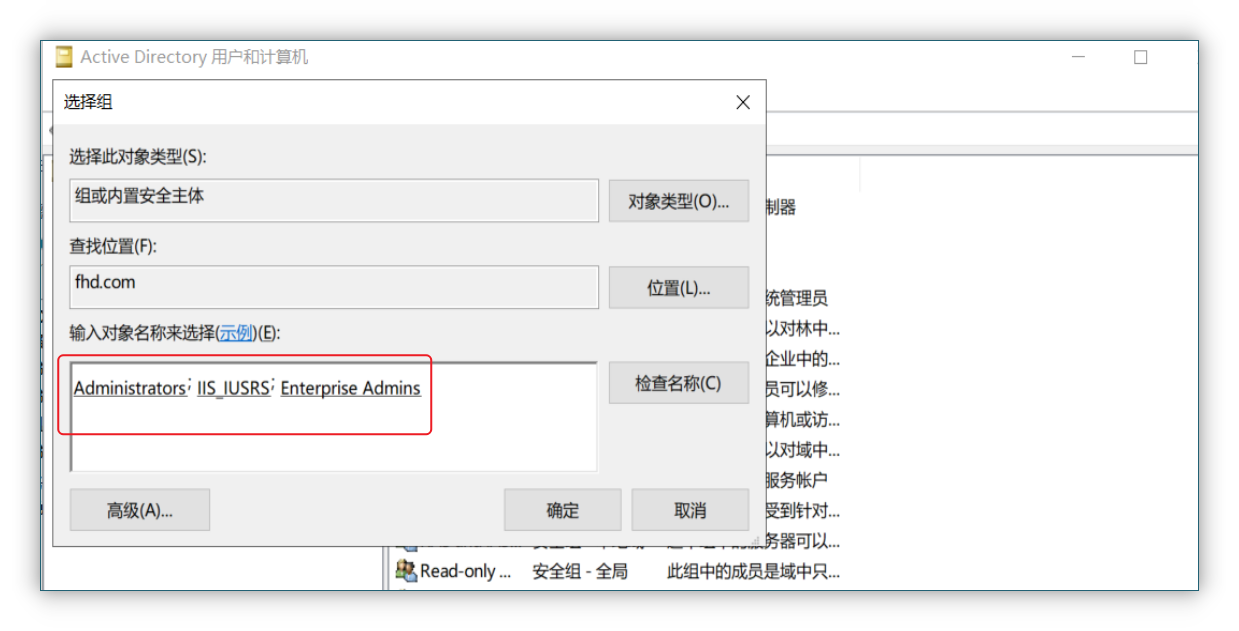 Active Directory 用户和计算机
选择组
选择此对象类型(S):
组或内置安全主体
对象类型(O)...
查找位置(F):
fhd.com
位置(L)...
输入对象名称来选择(示例)(E):
Administrators; IIS_IUSRS; Enterprise Admins
检查名称(C)
高级(A)...
确定
取消
制器
统管理员
以对林中...
企业中的...
员可以修...
算机或访...
以对域中...
服务帐户
受到针对...
务器可以...
Read-only ... 安全组 - 全局 此组中的成员是域中只...